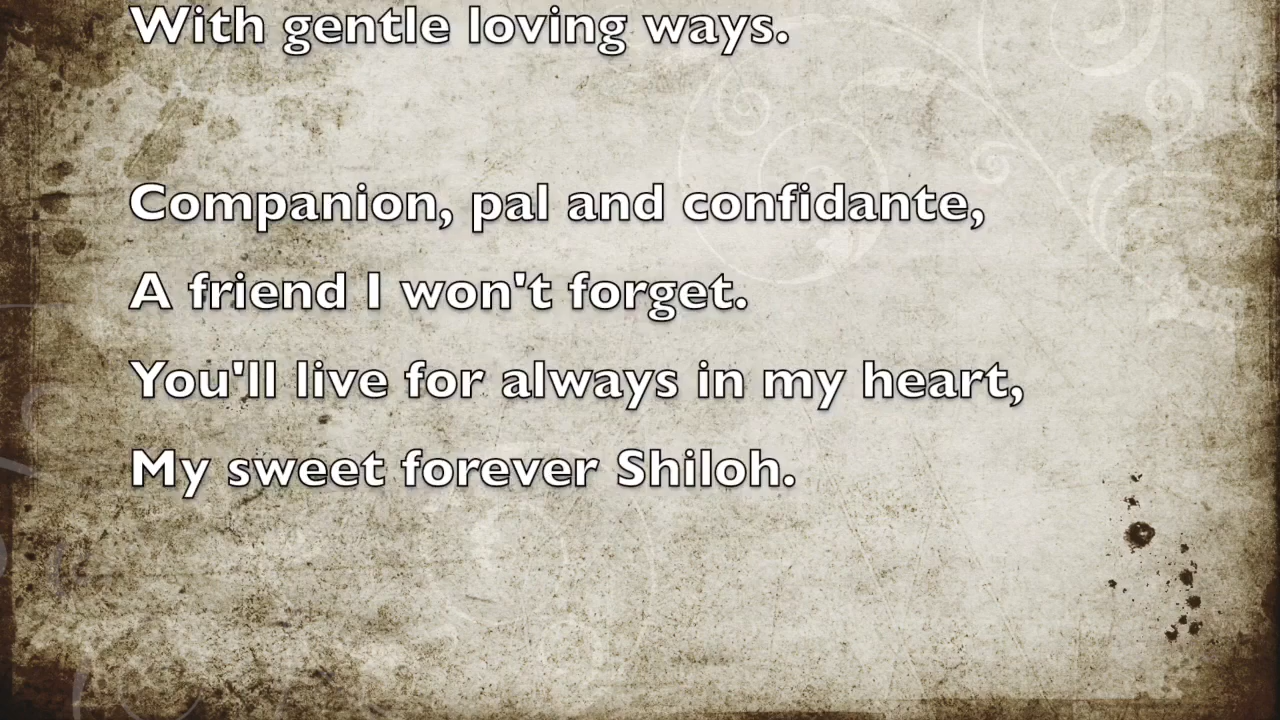 With gentle loving ways.
Companion, pal and confidante,
A friend I won't forget.
You'll live for always in my heart,
My sweet forever Shiloh.